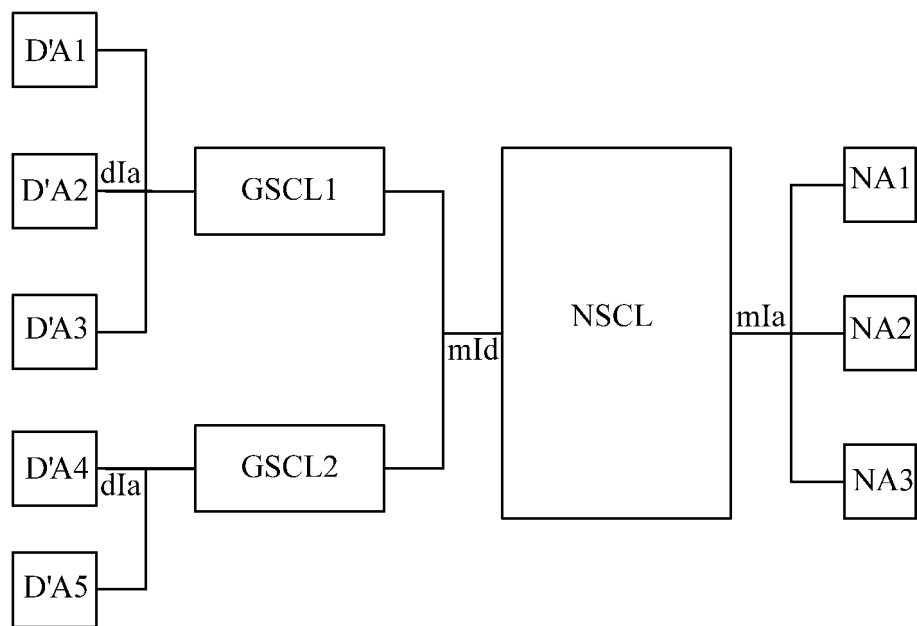 D'A1
D'A2
dIa
D'A3
GSCL1
D'A4
dIa
D'A5
GSCL2
mId
NSCL
mIa
NA1
NA2
NA3